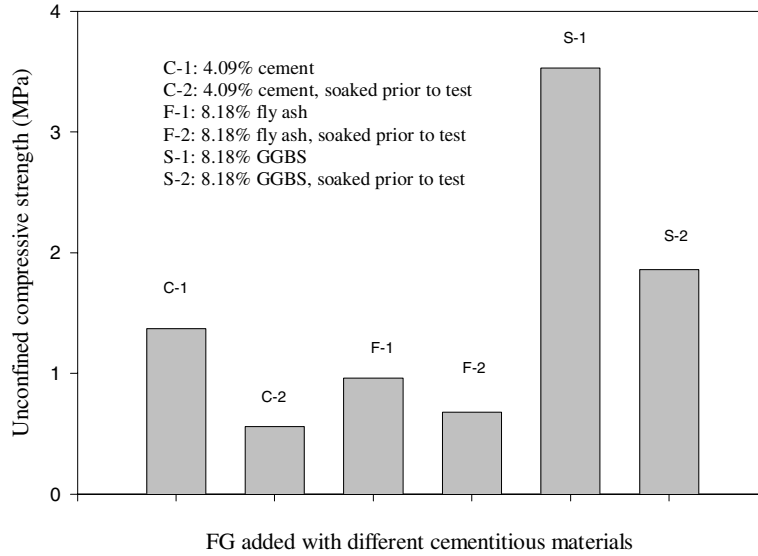 Unconfined compressive strength (MPa)
4
3
2
1
0
C-1: 4.09% cement
C-2: 4.09% cement, soaked prior to test
F-1: 8.18% fly ash
F-2: 8.18% fly ash, soaked prior to test
S-1: 8.18% GGBS
S-2: 8.18% GGBS, soaked prior to test
C-1
C-2
F-1
F-2
S-1
S-2
FG added with different cementitious materials